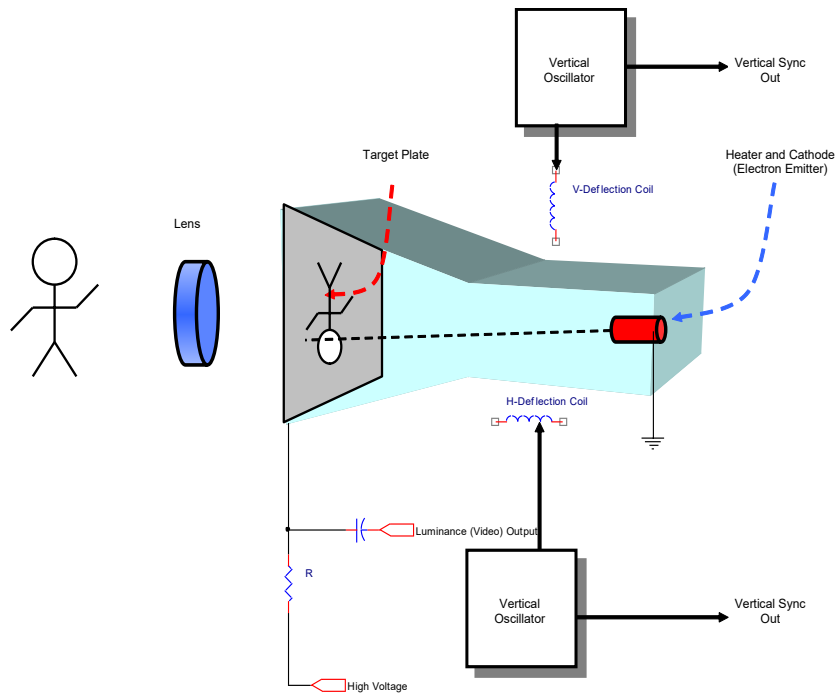 Vertical
Oscillator
Vertical Sync
Out
Target Plate
Heater and Cathode
(Electron Emitter)
V-Deflection Coil
Lens
H-Deflection Coil
Luminance (Video) Output
R
Vertical
Oscillator
Vertical Sync
Out
High Voltage